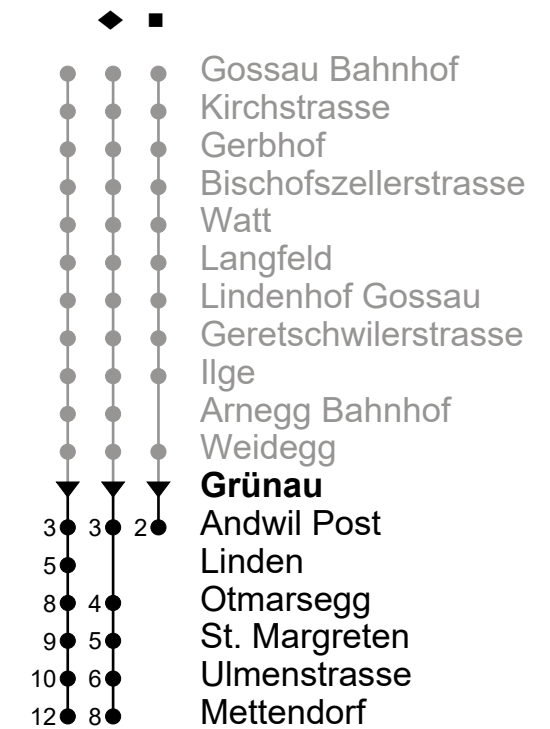 Gossau Bahnhof
Kirchstrasse
Gerbhof
Bischofszellerstrasse
Watt
Langfeld
Lindenhof Gossau
Geretschwilerstrasse
Ilge
Arnegg Bahnhof
Weidegg
Grünau
3 3 2 Andwil Post
5 Linden
8 4 Otmarsegg
9 5 St. Margreten
10 6 Ulmenstrasse
12 8 Mettendorf